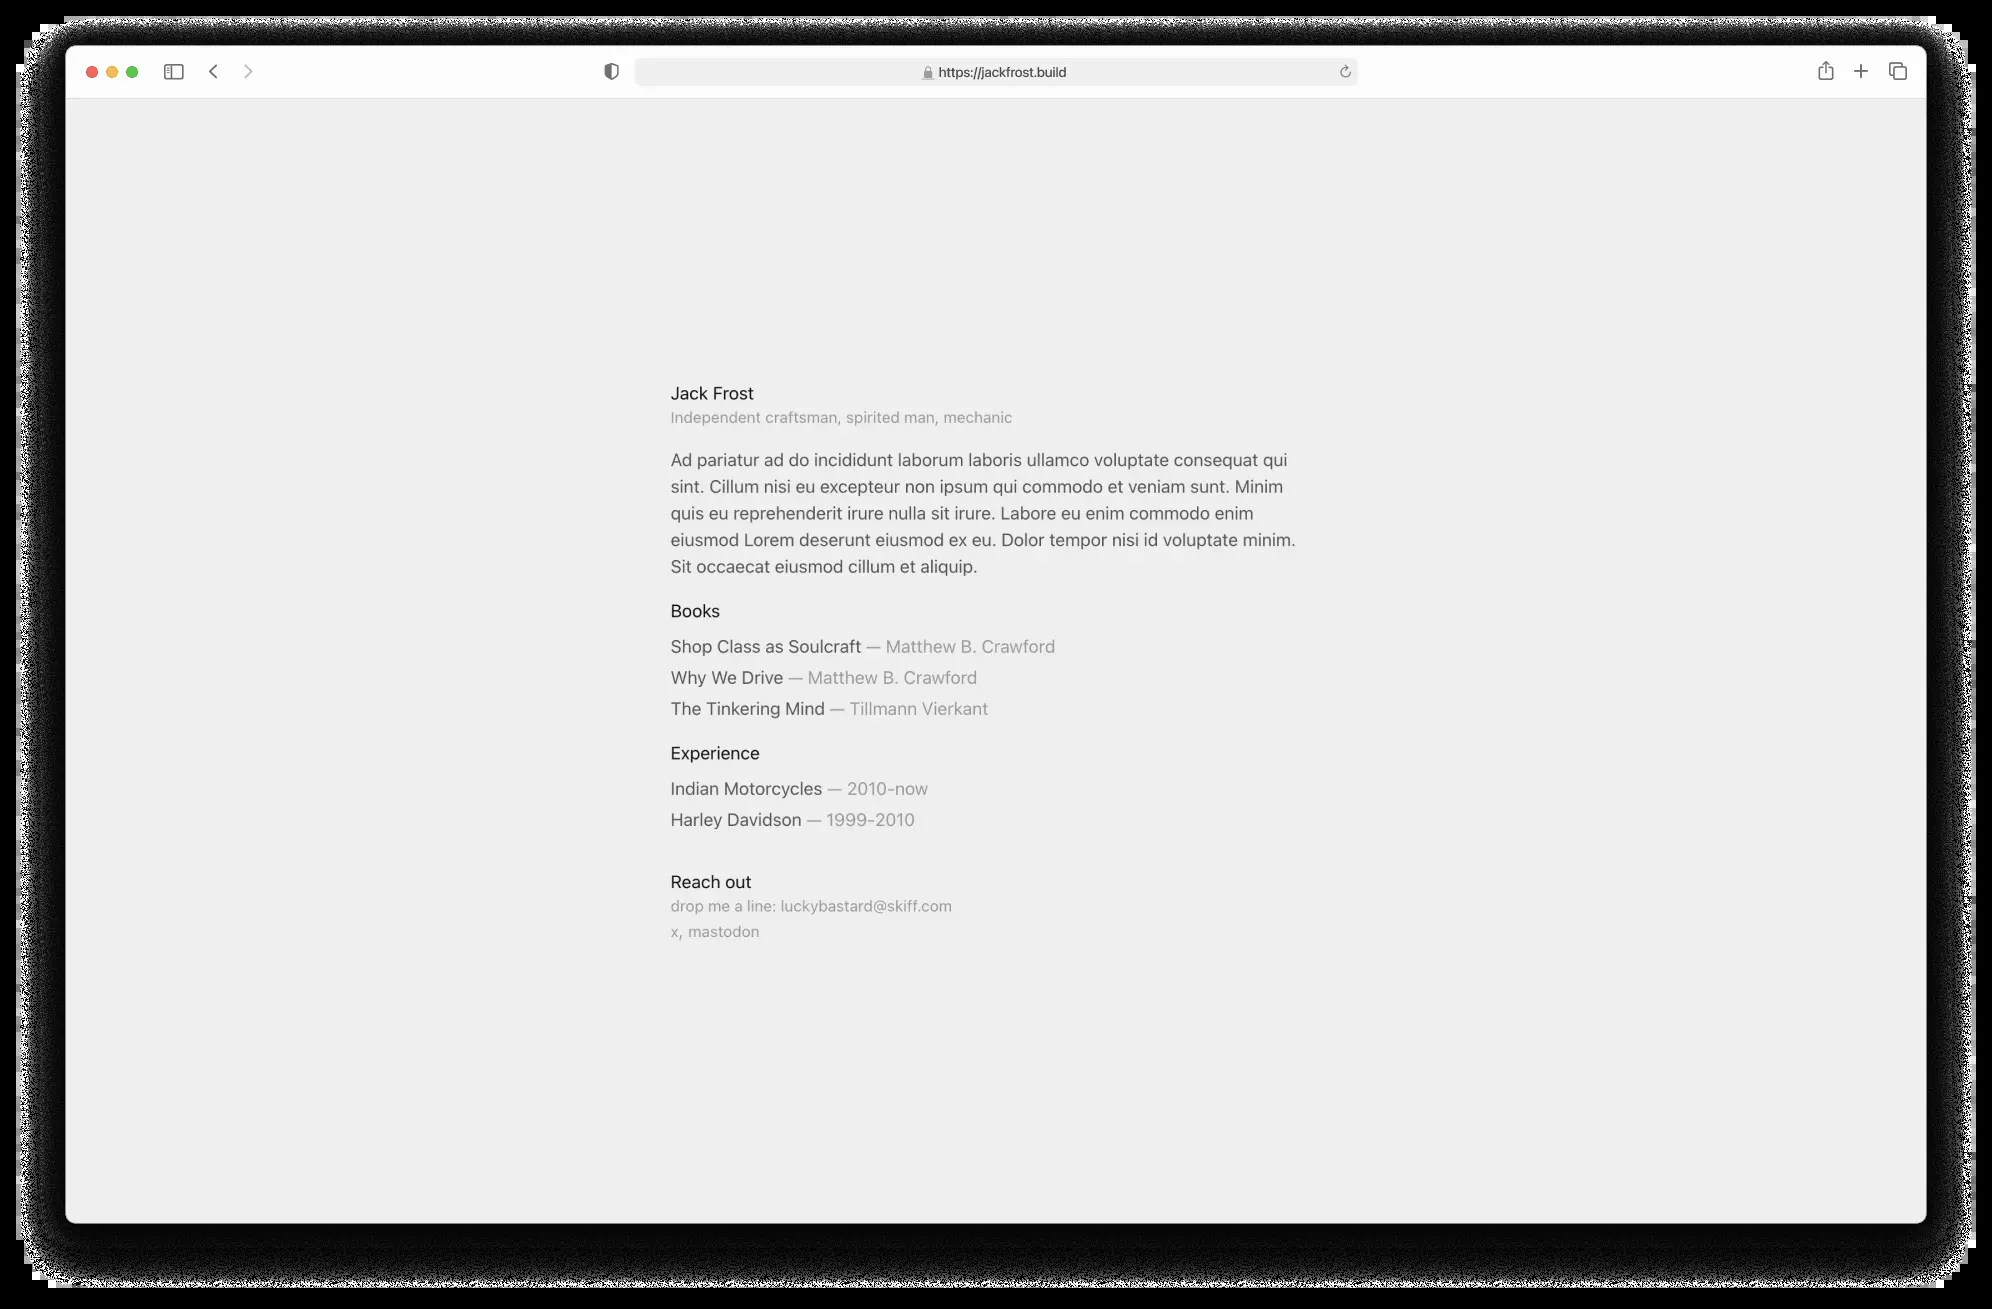 https://jackfrost.build
Jack Frost
Independent craftsman, spirited man, mechanic
Ad pariatur ad do incididunt laborum laboris ullamco voluptate consequat qui
sint. Cillum nisi eu excepteur non ipsum qui commodo et veniam sunt. Minim
quis eu reprehenderit irure nulla sit irure. Labore eu enim commodo enim
eiusmod Lorem deserunt eiusmod ex eu. Dolor tempor nisi id voluptate minim.
Sit occaecat eiusmod cillum et aliquip.
Books
Shop Class as Soulcraft — Matthew B. Crawford
Why We Drive — Matthew B. Crawford
The Tinkering Mind — Tillmann Vierkant
Experience
Indian Motorcycles — 2010-now
Harley Davidson — 1999-2010
Reach out
drop me a line: luckybastard@skiff.com
x, mastodon